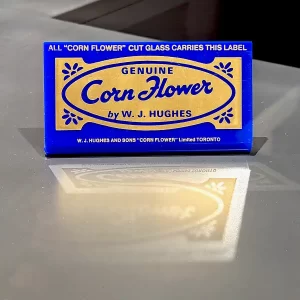 ALL "CORN FLOWER" CUT GLASS CARRIES THIS LABEL
GENUINE
Corn Flower
by W. J. HUGHES
W. J. HUGHES AND SONS "CORN FLOWER" Limited TORONTO